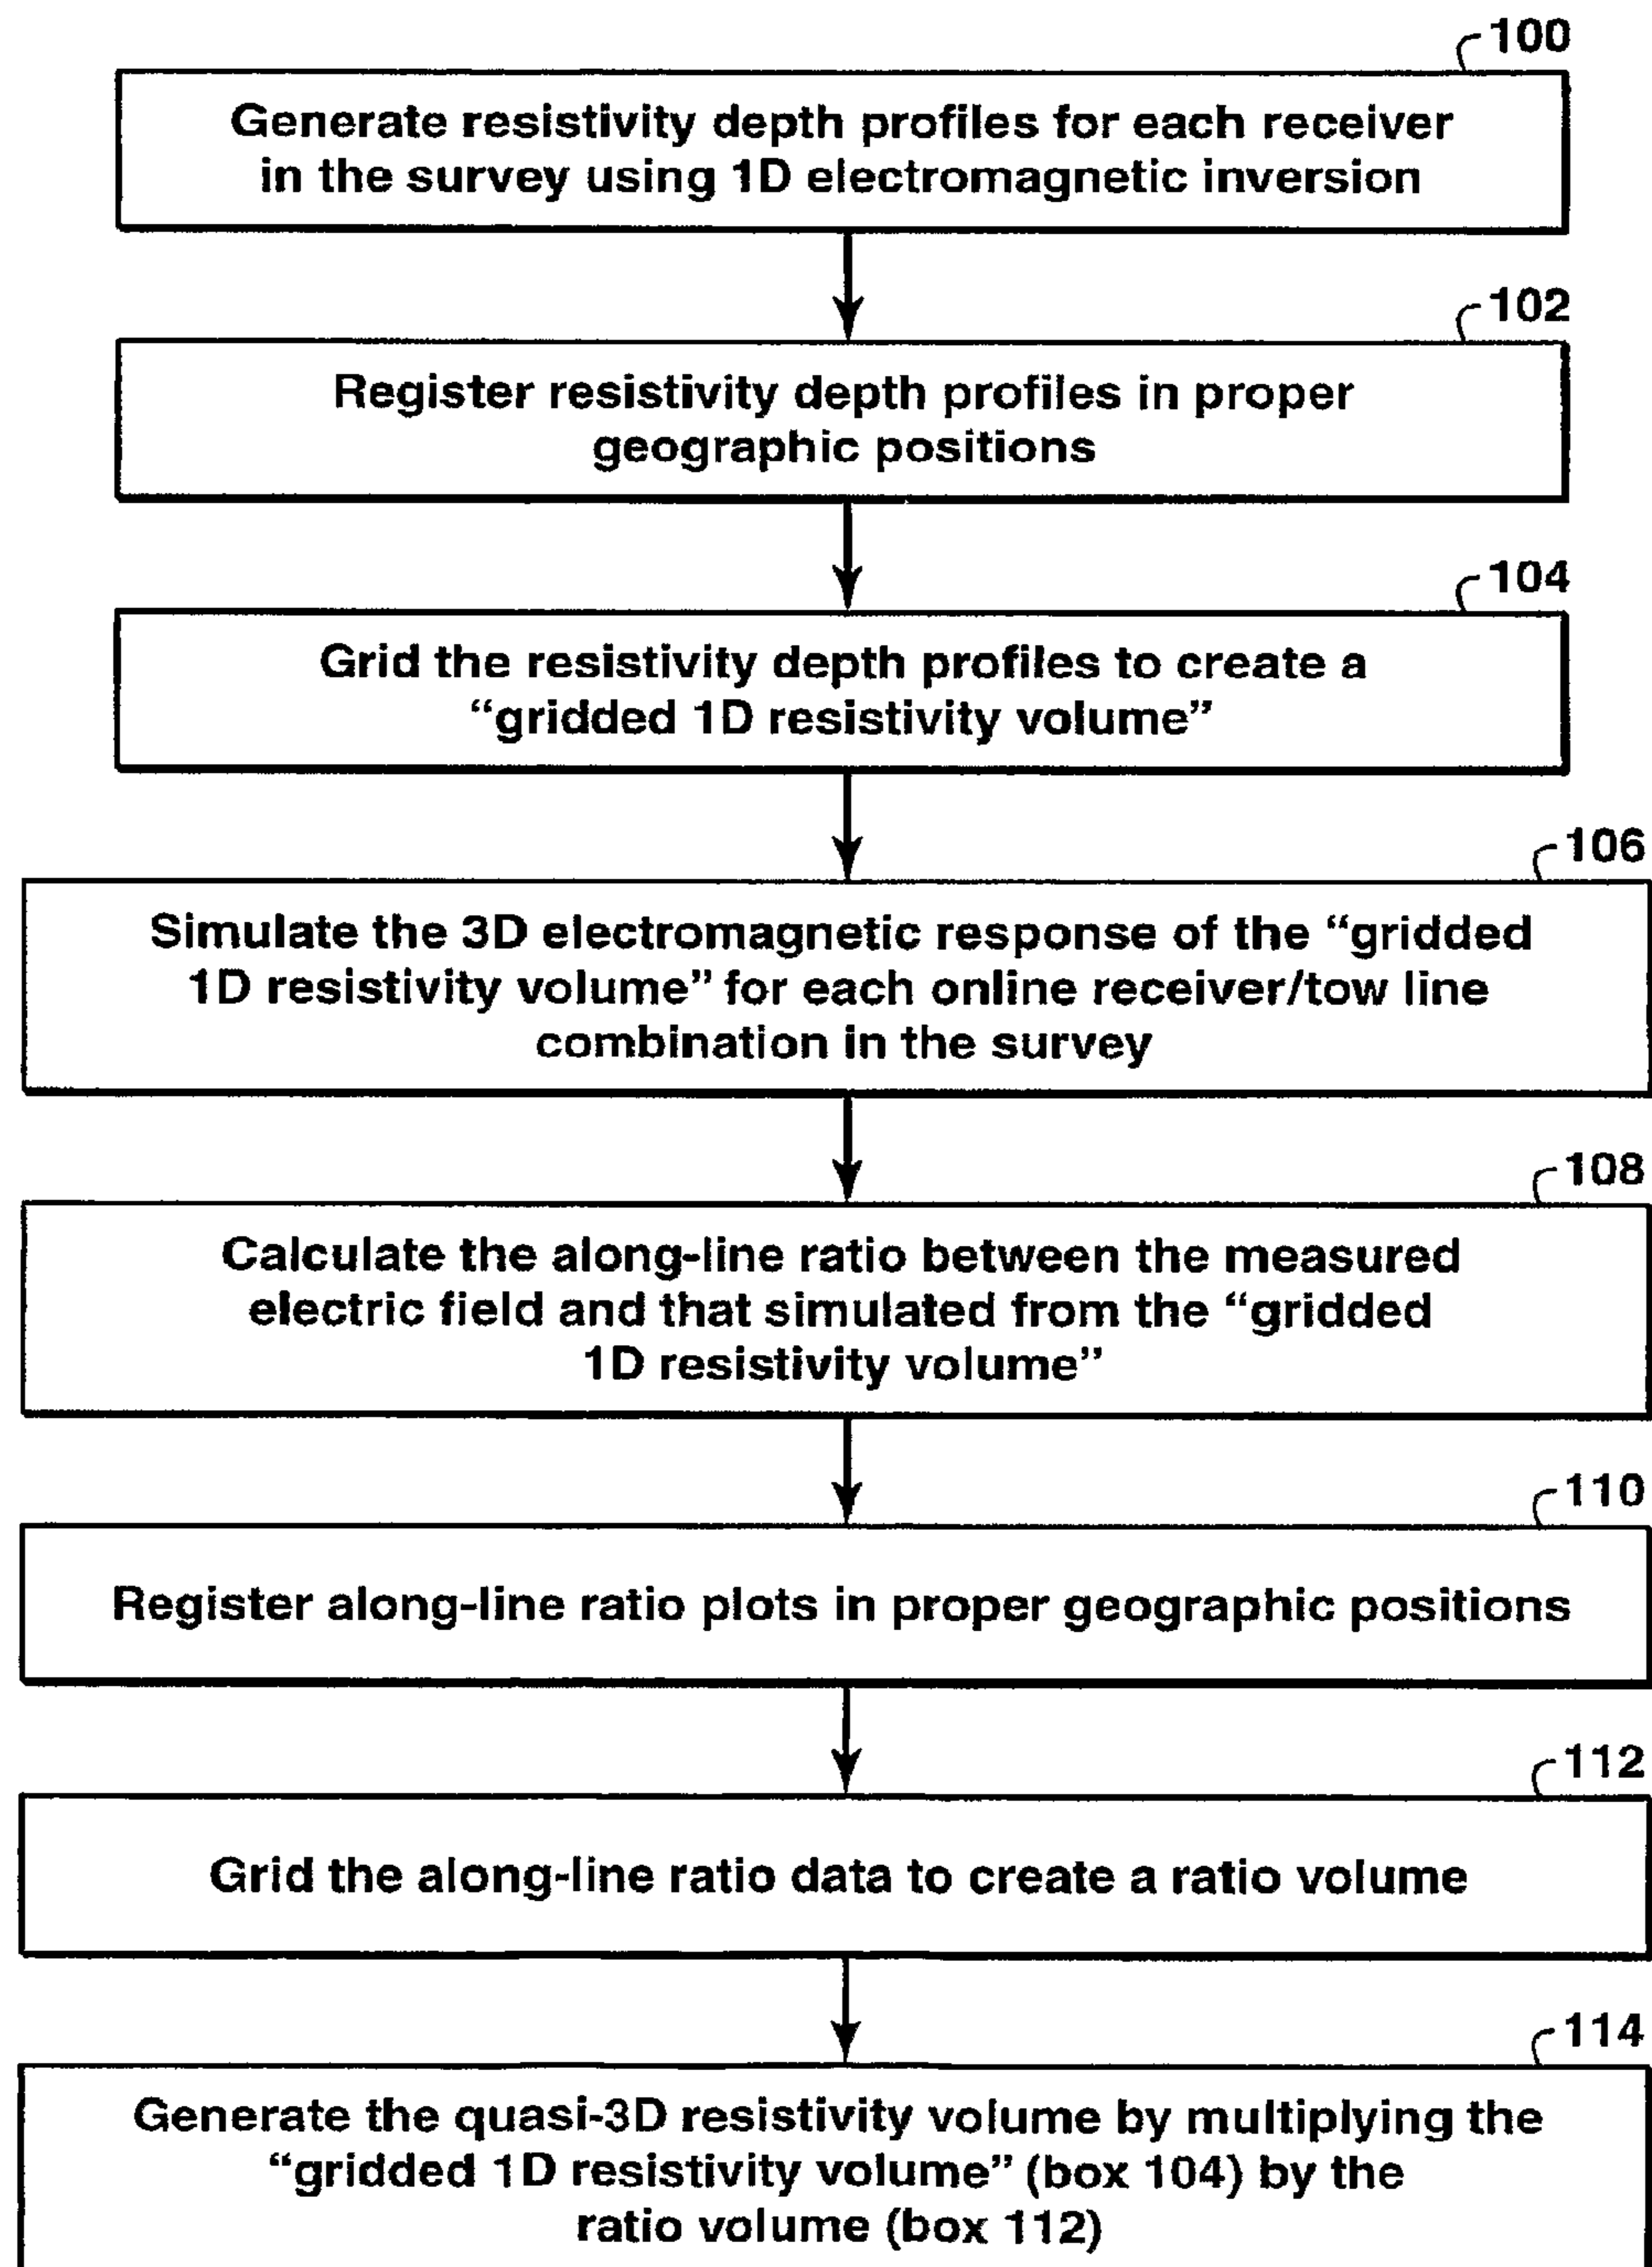 100
Generate resistivity depth profiles for each receiver
in the survey using 1D electromagnetic inversion
102
Register resistivity depth profiles in proper
geographic positions
104
Grid the resistivity depth profiles to create a
“gridded 1D resistivity volume”
106
Simulate the 3D electromagnetic response of the “gridded
1D resistivity volume” for each online receiver/tow line
combination in the survey
108
Calculate the along-line ratio between the measured
electric field and that simulated from the “gridded
1D resistivity volume”
110
Register along-line ratio plots in proper geographic positions
112
Grid the along-line ratio data to create a ratio volume
114
Generate the quasi-3D resistivity volume by multiplying the
“gridded 1D resistivity volume” (box 104) by the
ratio volume (box 112)